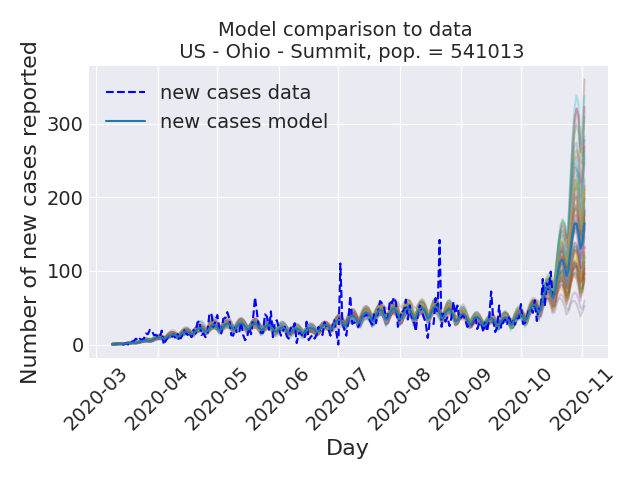 Model comparison to data
US - Ohio - Summit, pop. = 541013
Number of new cases reported
new cases data
new cases model
300
200
100
0
2020-03
2020-04
2020-05
2020-06
2020-07
2020-08
2020-09
2020-10
2020-11
Day